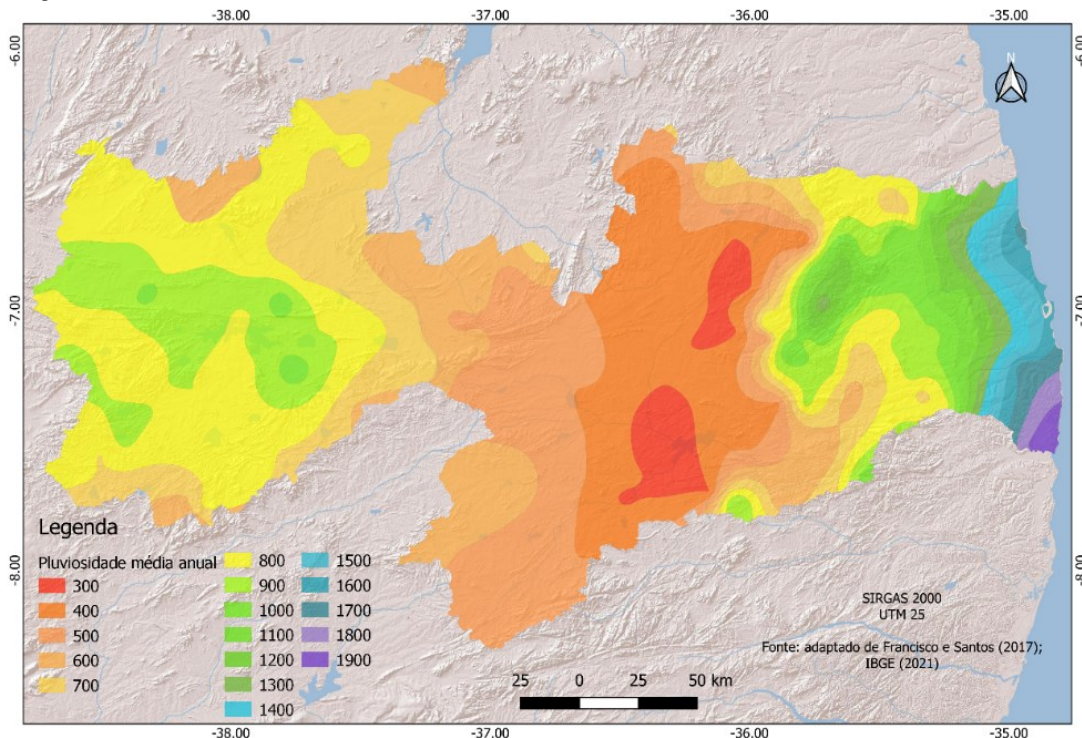 -38.00 -37.00 -36.00 -35.00
-6.00 -6.00
N
-7.00 -7.00
-8.00 -8.00
Legenda
Pluviosidade média anual
300
400
500
600
700
800
900
1000
1100
1200
1300
1400
1500
1600
1700
1800
1900
SIRGAS 2000
UTM 25
Fonte: adaptado de Francisco e Santos (2017);
IBGE (2021)
25 0 25 50 km
-38.00 -37.00 -36.00 -35.00